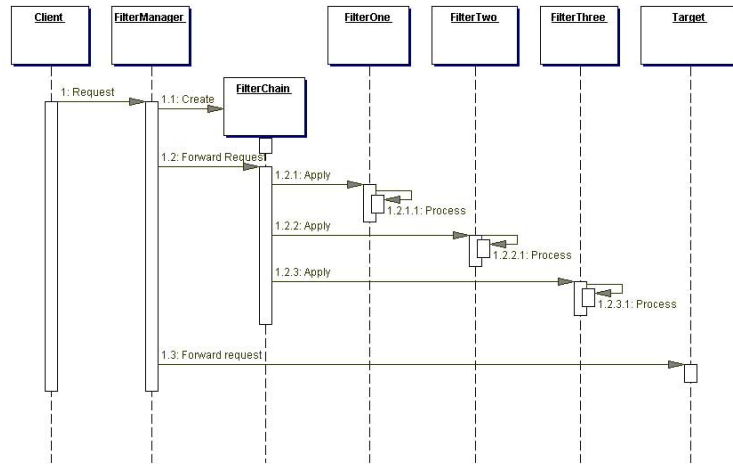 Client
FilterManager
FilterOne
FilterTwo
FilterThree
Target
1: Request
1.1: Create
FilterChain
1.2: Forward Request
1.2.1: Apply
1.2.1.1: Process
1.2.2: Apply
1.2.2.1: Process
1.2.3: Apply
1.2.3.1: Process
1.3: Forward request